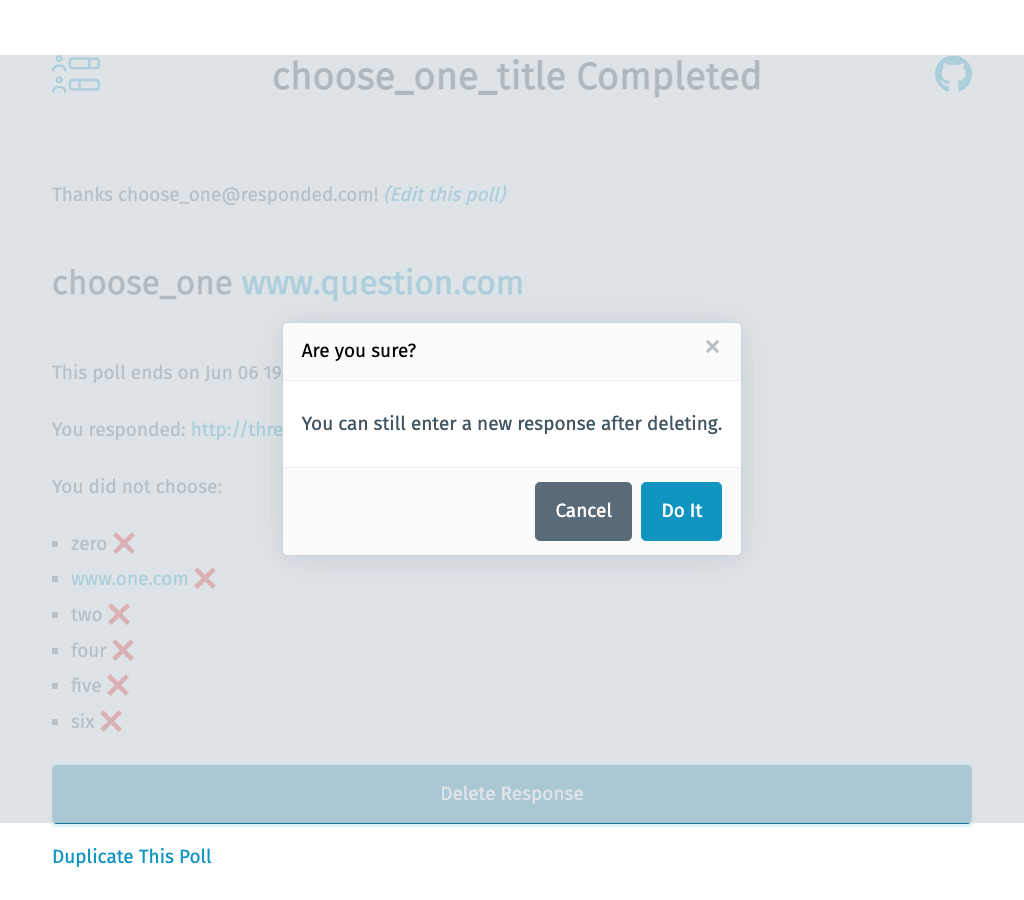 choose_one_title Completed
Thanks choose_one@responded.com! (Edit this poll)
choose_one www.question.com
Are you sure?
This poll ends on Jun 06 19
You can still enter a new response after deleting.
You responded: http://thre
You did not choose:
Cancel
Do It
zero
www.one.com
two
four
five
six
Delete Response
Duplicate This Poll